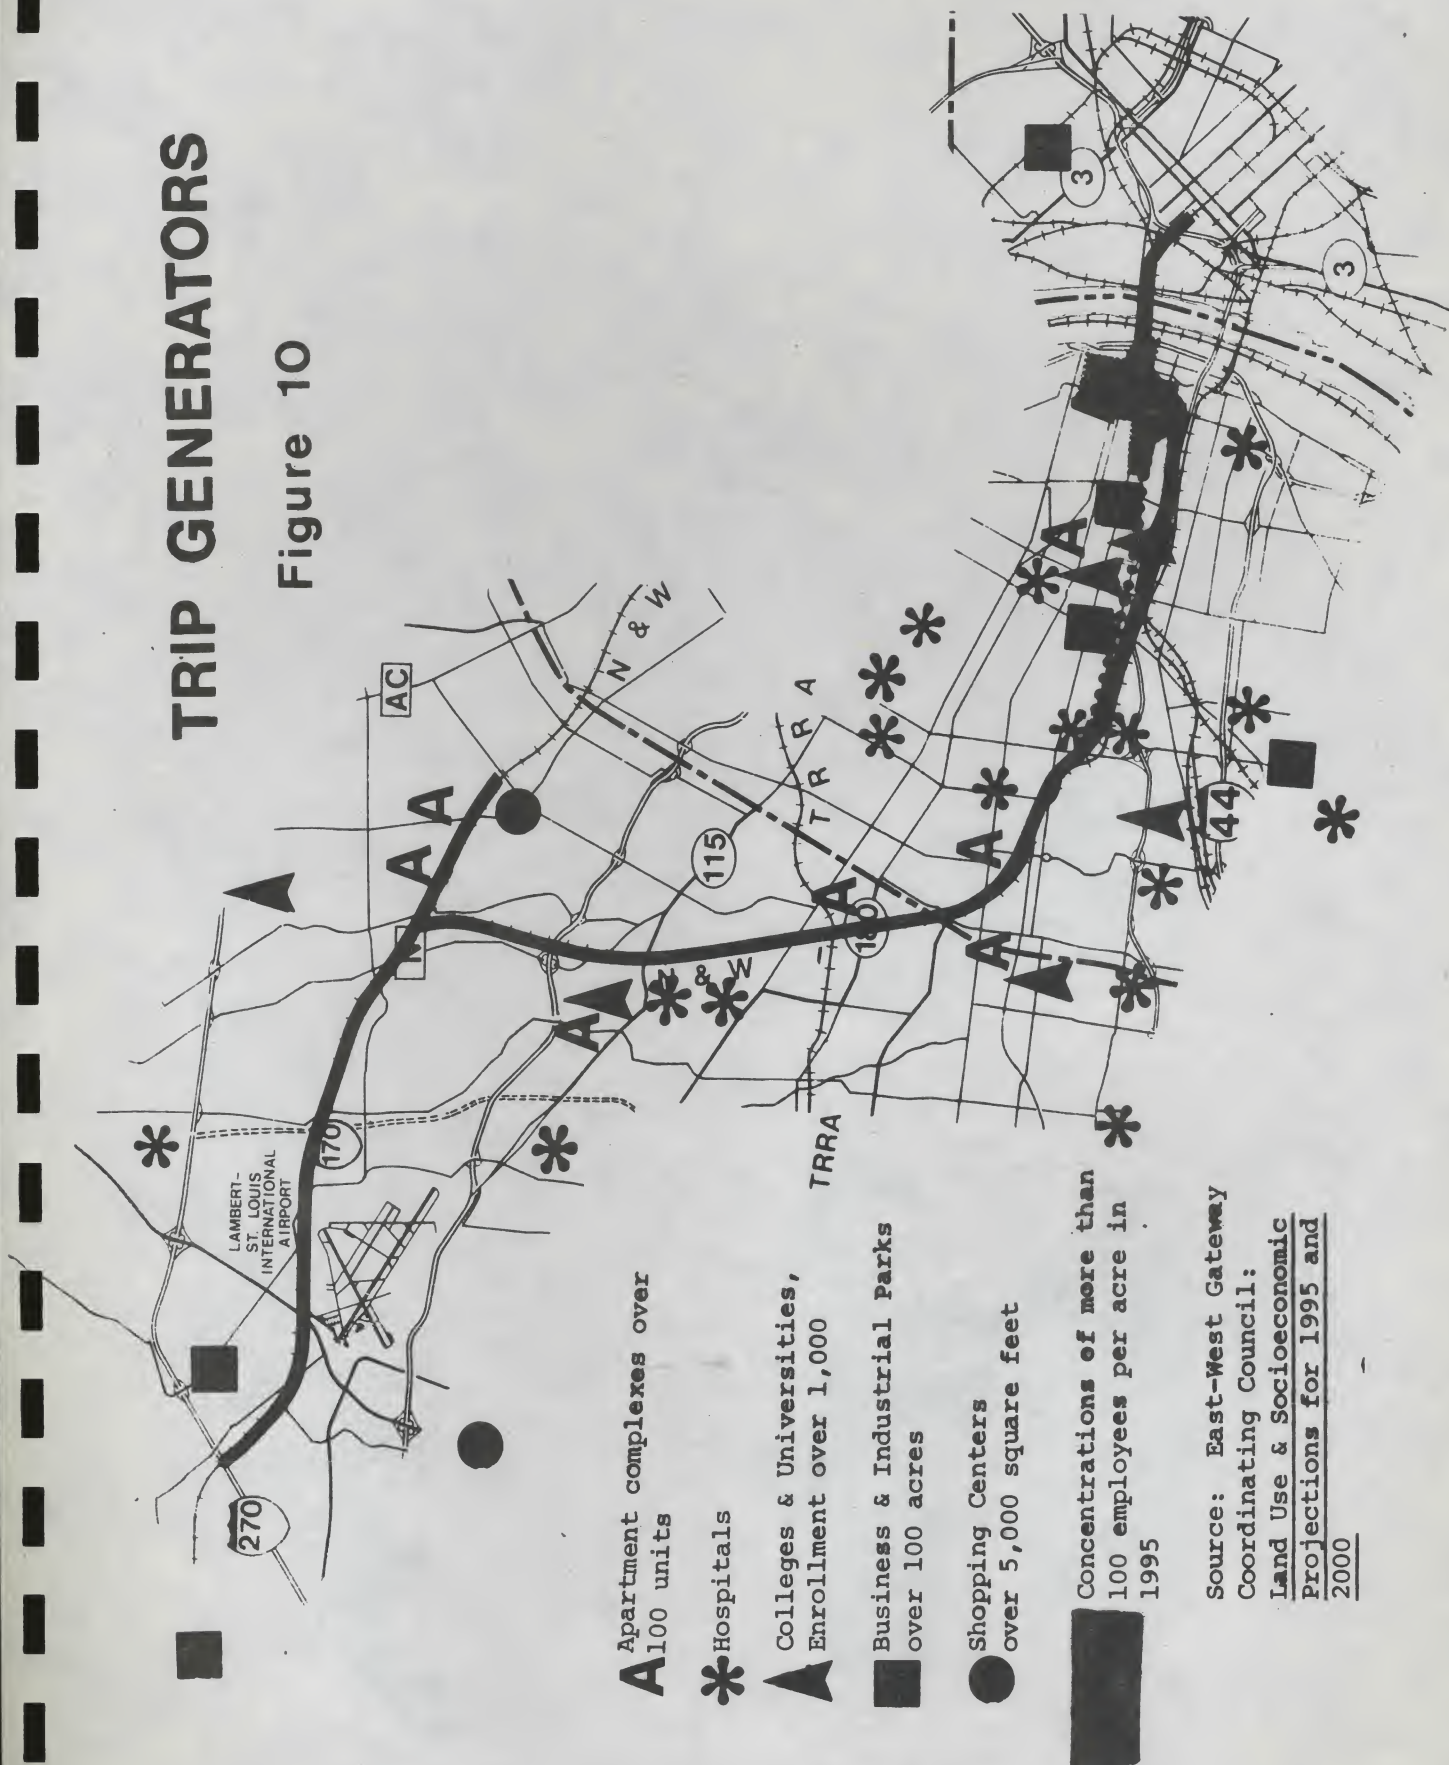 TRIP GENERATORS
Figure 10
270
LAMBERT-
ST. LOUIS
INTERNATIONAL
AIRPORT
170
N
AC
N & W
115
N & W
TRRA
180
TRRA
44
3
3
A Apartment complexes over
100 units
Hospitals
Colleges & Universities,
Enrollment over 1,000
Business & Industrial Parks
over 100 acres
Shopping Centers
over 5,000 square feet
Concentrations of more than
100 employees per acre in
1995
Source: East-West Gateway
Coordinating Council:
Land Use & Socioeconomic
Projections for 1995 and
2000
A
A
A
A
A
A
A